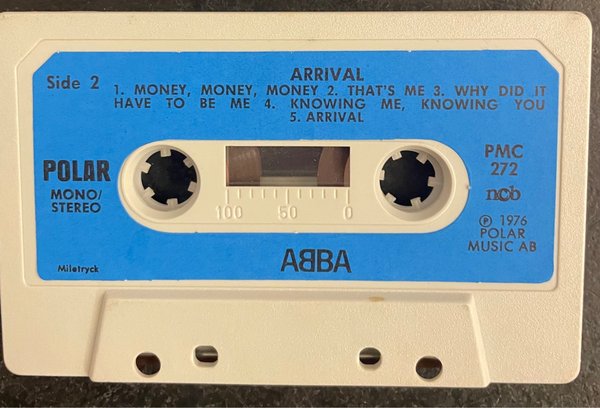 ARRIVAL
Side 2
1. MONEY, MONEY, MONEY 2. THAT'S ME 3. WHY DID IT
HAVE TO BE ME 4. KNOWING ME, KNOWING YOU
5. ARRIVAL
POLAR
MONO/
STEREO
PMC
272
ncb
100 50 0
Ⓟ 1976
POLAR
MUSIC AB
AᗺBA
Miletryck